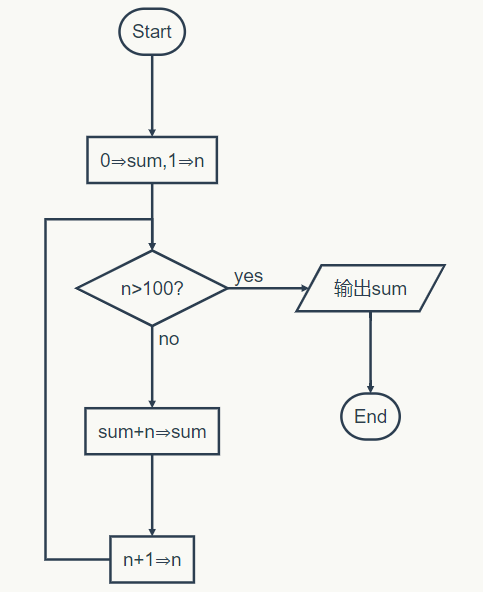 Start
0⇒sum,1⇒n
n>100?
yes
输出sum
no
End
sum+n⇒sum
n+1⇒n